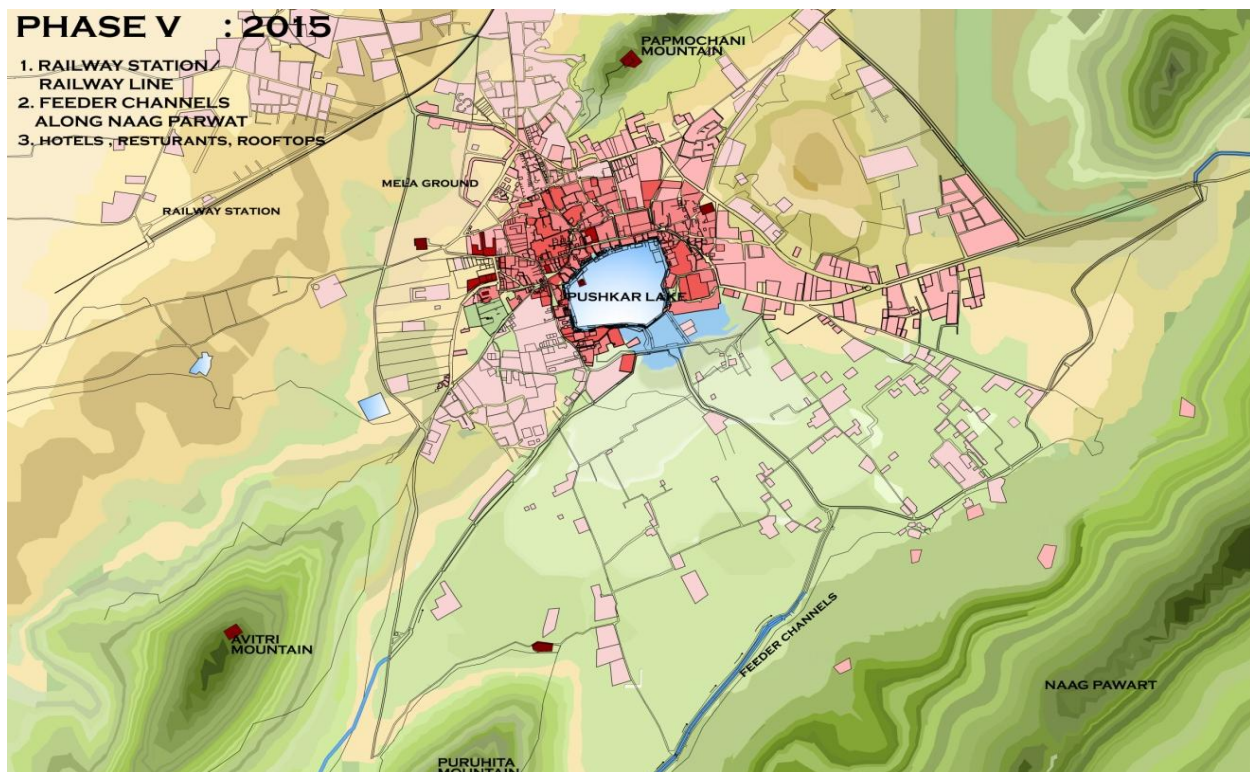 PHASE V : 2015
1. RAILWAY STATION/
RAILWAY LINE
2. FEEDER CHANNELS
ALONG NAAG PARWAT
3. HOTELS , RESTURANTS, ROOFTOPS
PAPMOCHANI
MOUNTAIN
MELA GROUND
RAILWAY STATION
PUSHKAR LAKE
AVITRI
MOUNTAIN
FEEDER CHANNELS
NAAG PAWART
PURUHITA
MOUNTAIN